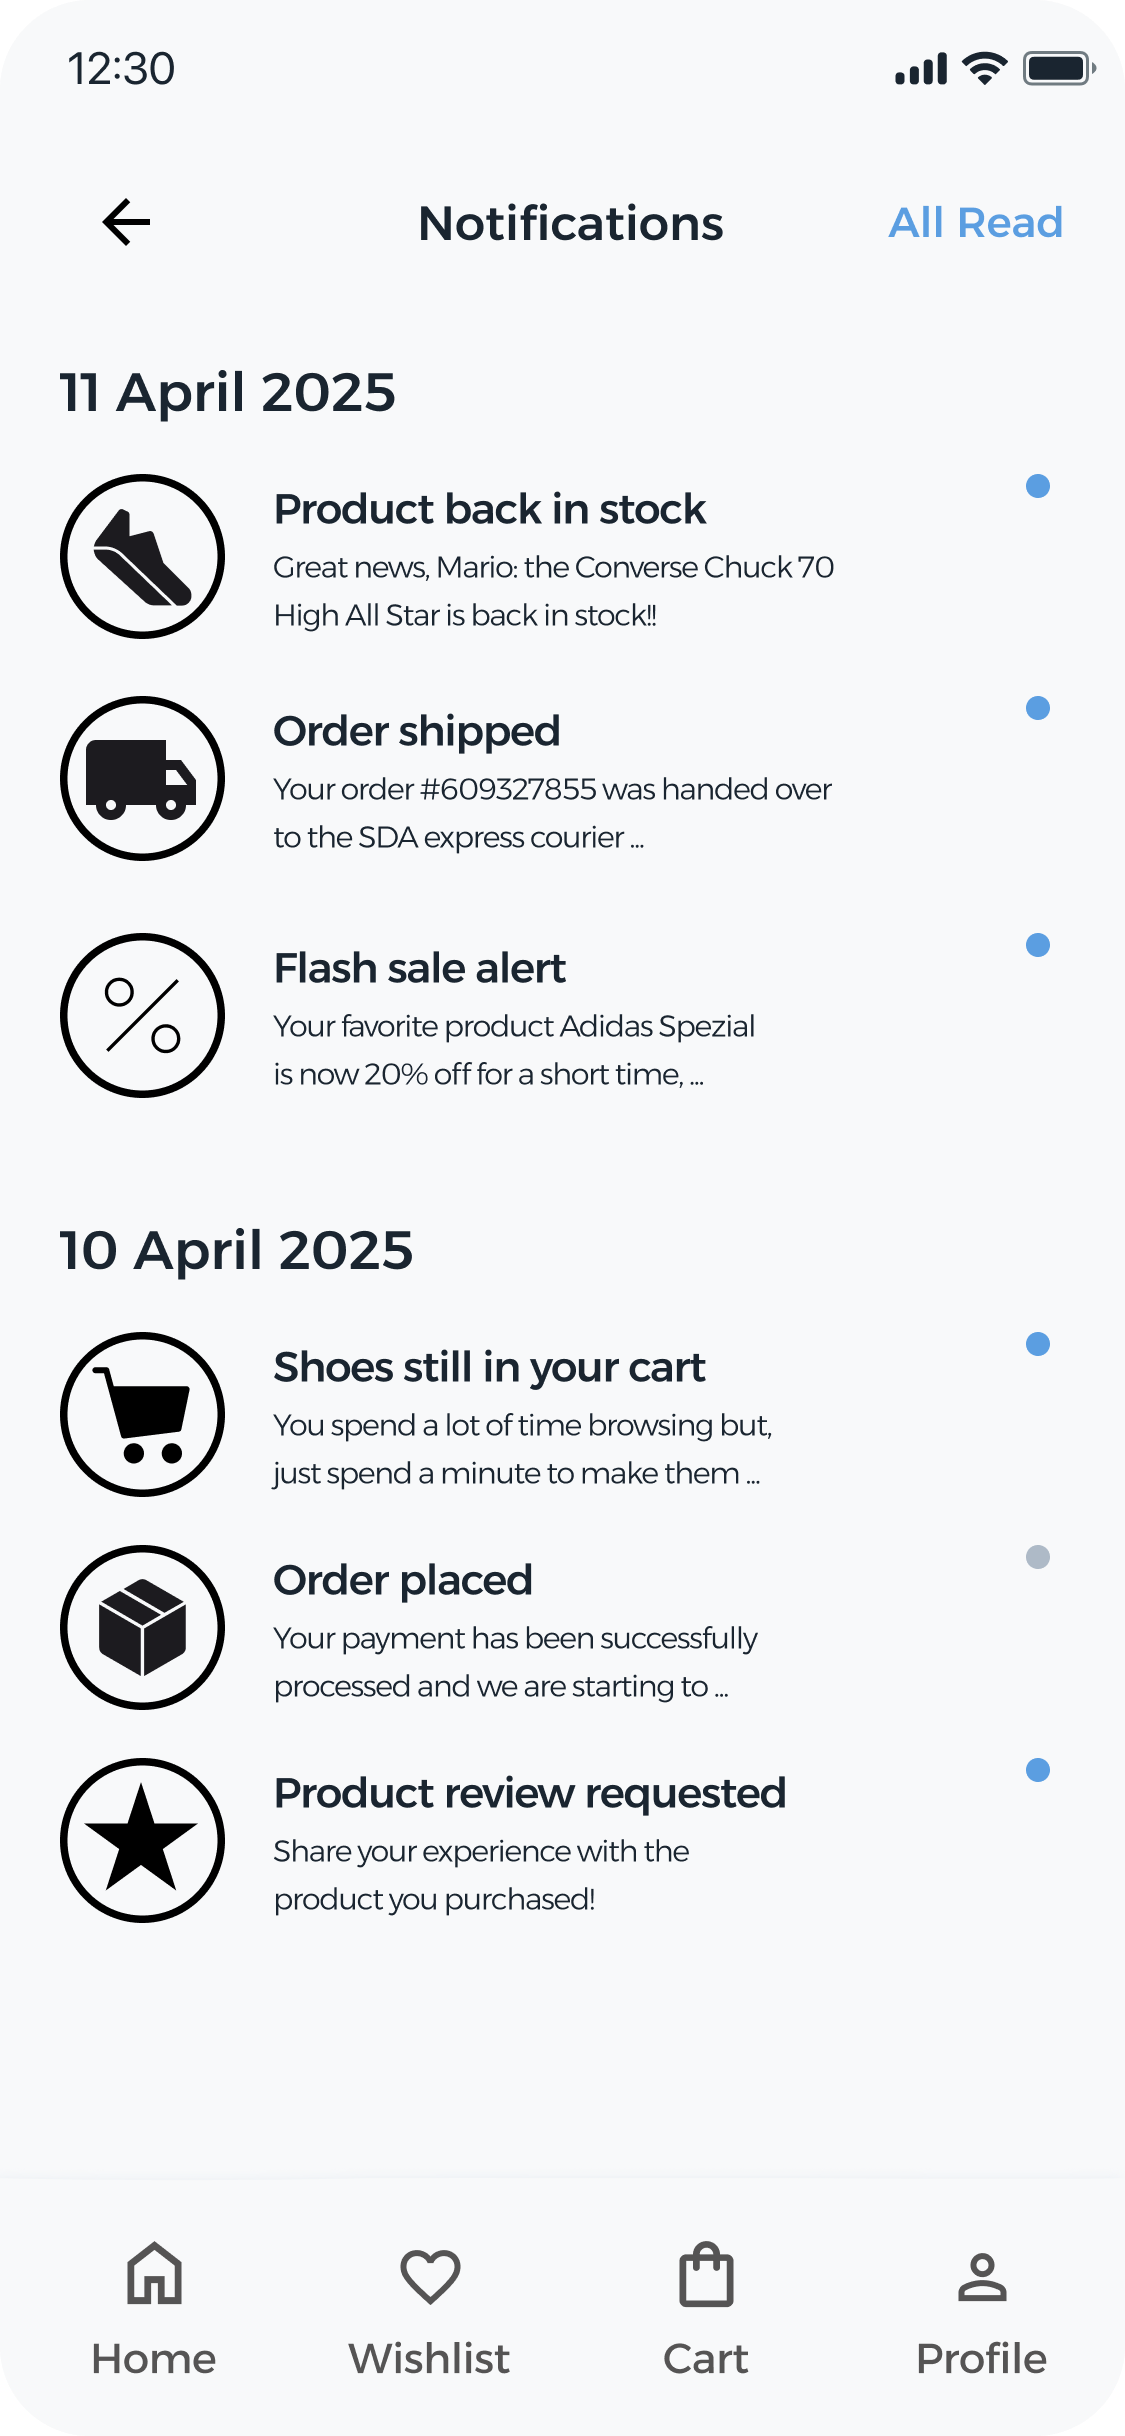 12:30
Notifications
All Read
11 April 2025
Product back in stock
Great news, Mario: the Converse Chuck 70
High All Star is back in stock!!
Order shipped
Your order #609327855 was handed over
to the SDA express courier ...
Flash sale alert
Your favorite product Adidas Spezial
is now 20% off for a short time, ...
10 April 2025
Shoes still in your cart
You spend a lot of time browsing but,
just spend a minute to make them ...
Order placed
Your payment has been successfully
processed and we are starting to ...
Product review requested
Share your experience with the
product you purchased!
Home
Wishlist
Cart
Profile